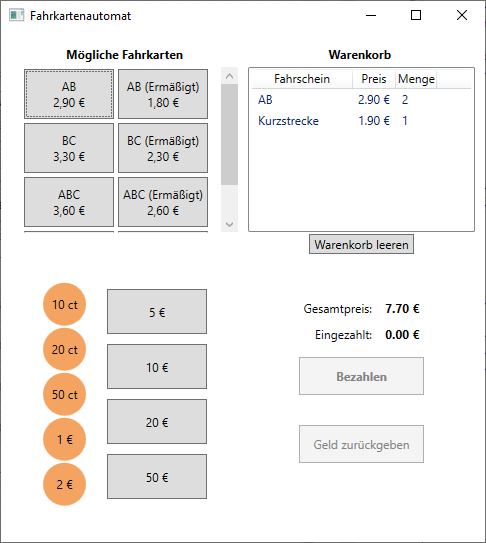 Fahrkartenautomat
Mögliche Fahrkarten
AB
2,90 €
AB (Ermäßigt)
1,80 €
BC
3,30 €
BC (Ermäßigt)
2,30 €
ABC
3,60 €
ABC (Ermäßigt)
2,60 €
Warenkorb
Fahrschein Preis Menge
AB 2.90 € 2
Kurzstrecke 1.90 € 1
Warenkorb leeren
10 ct
20 ct
50 ct
1 €
2 €
5 €
10 €
20 €
50 €
Gesamtpreis: 7.70 €
Eingezahlt: 0.00 €
Bezahlen
Geld zurückgeben